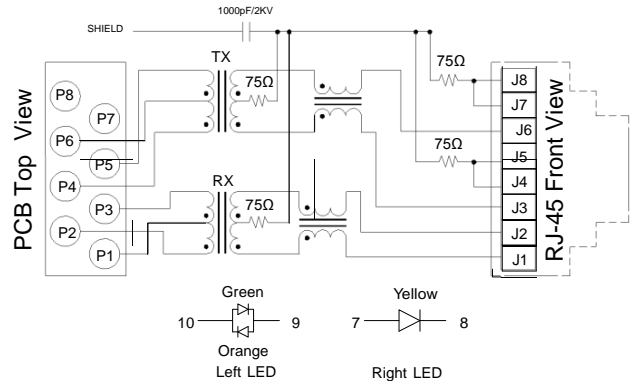 1000pF/2KV
SHIELD
TX
75Ω
75Ω
75Ω
RX
75Ω
PCB Top View
P8
P7
P6
P5
P4
P3
P2
P1
J8
J7
J6
J5
J4
J3
J2
J1
RJ-45 Front View
Green
10
9
Orange
Left LED
Yellow
7
8
Right LED